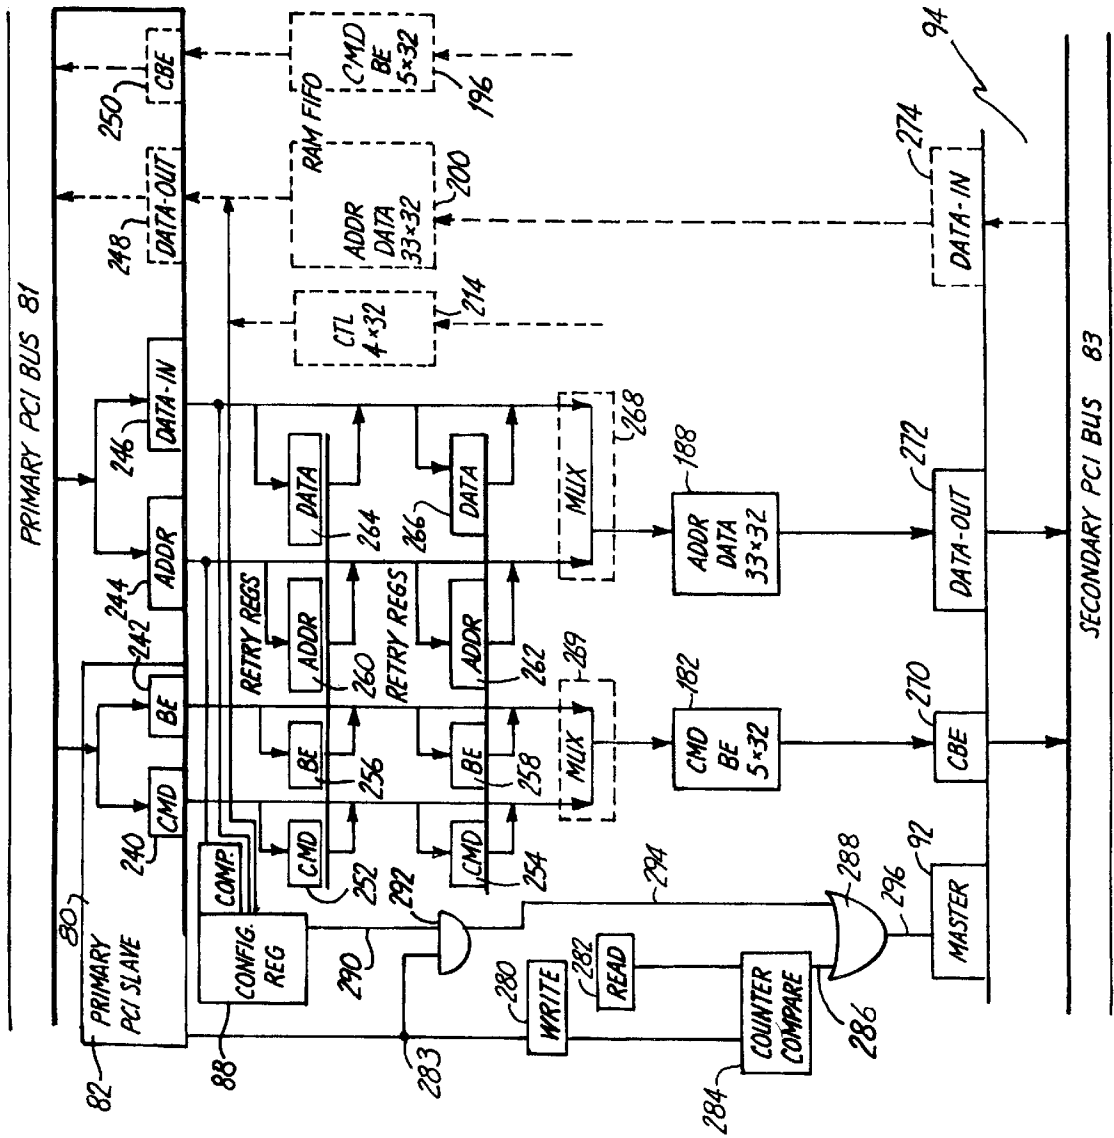 PRIMARY PCI BUS 81
80
PRIMARY
PCI SLAVE
82
CMD
240
BE
242
ADDR
244
DATA-IN
246
DATA-OUT
248
CBE
250
COMP.
CONFIG.
REG
88
RETRY REGS
CMD
252
BE
256
ADDR
260
DATA
264
RETRY REGS
CMD
254
BE
258
ADDR
262
DATA
266
CTL
4×32
214
RAM FIFO
ADDR
DATA
33×32
200
CMD
BE
5×32
196
290
292
283
WRITE
280
READ
282
MUX
269
MUX
268
CMD
BE
5×32
182
ADDR
DATA
33×32
188
COUNTER
COMPARE
284
286
288
294
296
MASTER
92
CBE
270
DATA-OUT
272
DATA-IN
274
94
SECONDARY PCI BUS 83